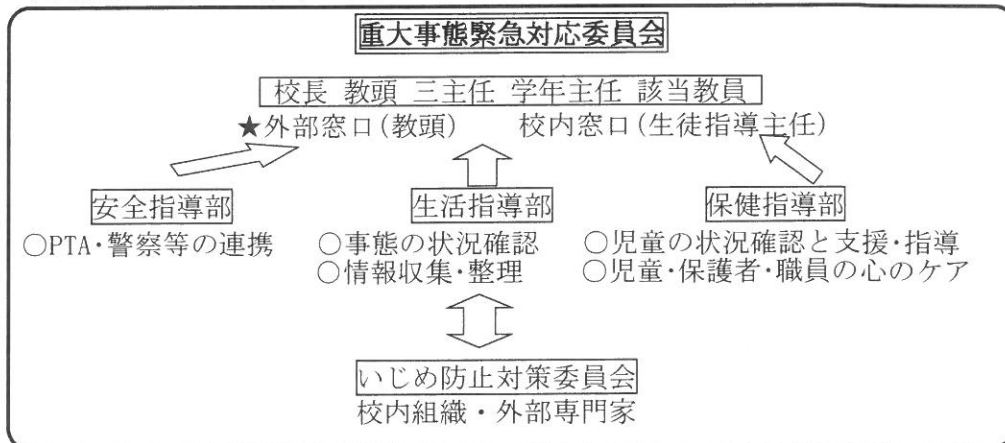 重大事態緊急対応委員会
校長 教頭 三主任 学年主任 該当教員
★外部窓口(教頭) 校内窓口(生徒指導主任)
安全指導部 生活指導部 保健指導部
○PTA・警察等の連携 ○事態の状況確認 ○児童の状況確認と支援・指導
○情報収集・整理 ○児童・保護者・職員の心のケア
いじめ防止対策委員会
校内組織・外部専門家